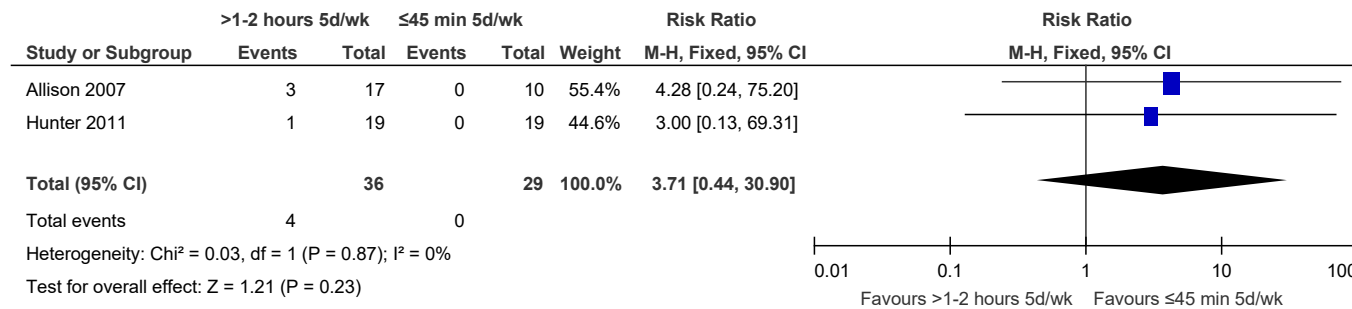 >1-2 hours 5d/wk ≤45 min 5d/wk Risk Ratio Risk Ratio
Study or Subgroup Events Total Events Total Weight M-H, Fixed, 95% CI M-H, Fixed, 95% CI
Allison 2007 3 17 0 10 55.4% 4.28 [0.24, 75.20]
Hunter 2011 1 19 0 19 44.6% 3.00 [0.13, 69.31]
Total (95% CI) 36 29 100.0% 3.71 [0.44, 30.90]
Total events 4 0
Heterogeneity: Chi² = 0.03, df = 1 (P = 0.87); I² = 0%
Test for overall effect: Z = 1.21 (P = 0.23)
0.01 0.1 1 10 100
Favours >1-2 hours 5d/wk Favours ≤45 min 5d/wk